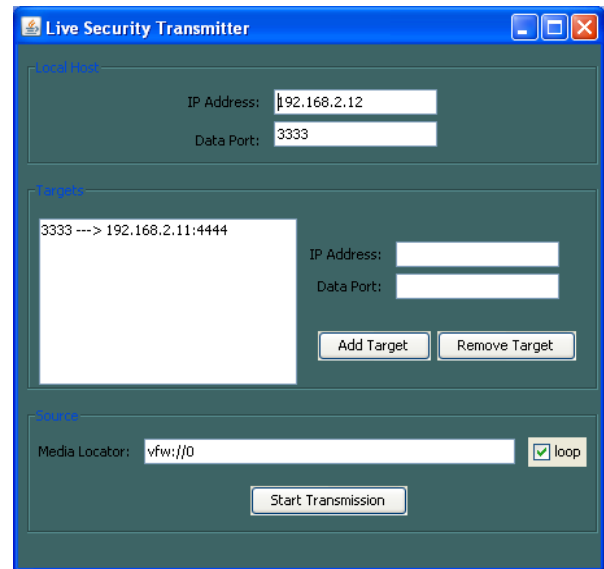 Live Security Transmitter
Local Host
IP Address: 192.168.2.12
Data Port: 3333
Targets
3333 ---> 192.168.2.11:4444
IP Address:
Data Port:
Add Target Remove Target
Source
Media Locator: vfw://0 loop
Start Transmission